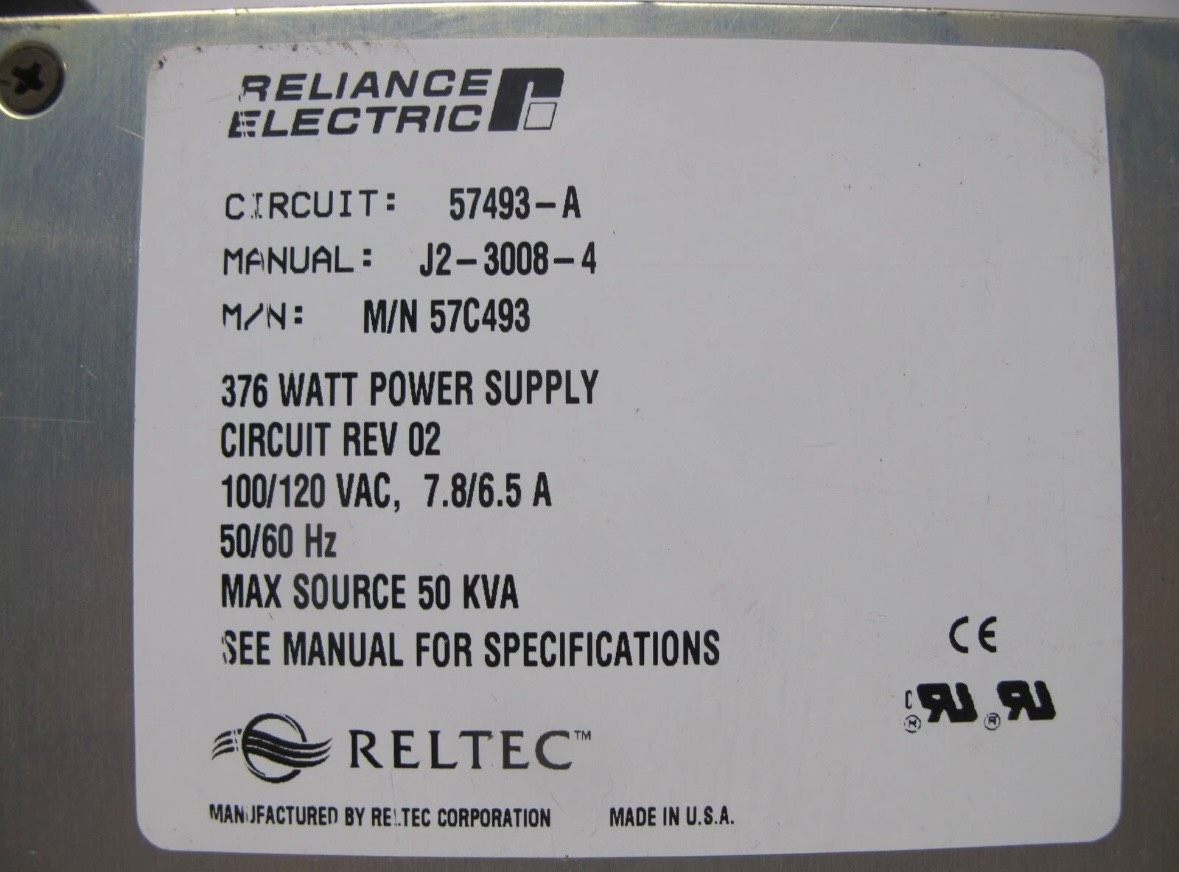 RELIANCE
ELECTRIC
CIRCUIT: 57493-A
MANUAL: J2-3008-4
M/N: M/N 57C493
376 WATT POWER SUPPLY
CIRCUIT REV 02
100/120 VAC, 7.8/6.5 A
50/60 Hz
MAX SOURCE 50 KVA
SEE MANUAL FOR SPECIFICATIONS
CE
C RU ® RU ®
RELTEC™
MANUFACTURED BY RELTEC CORPORATION MADE IN U.S.A.